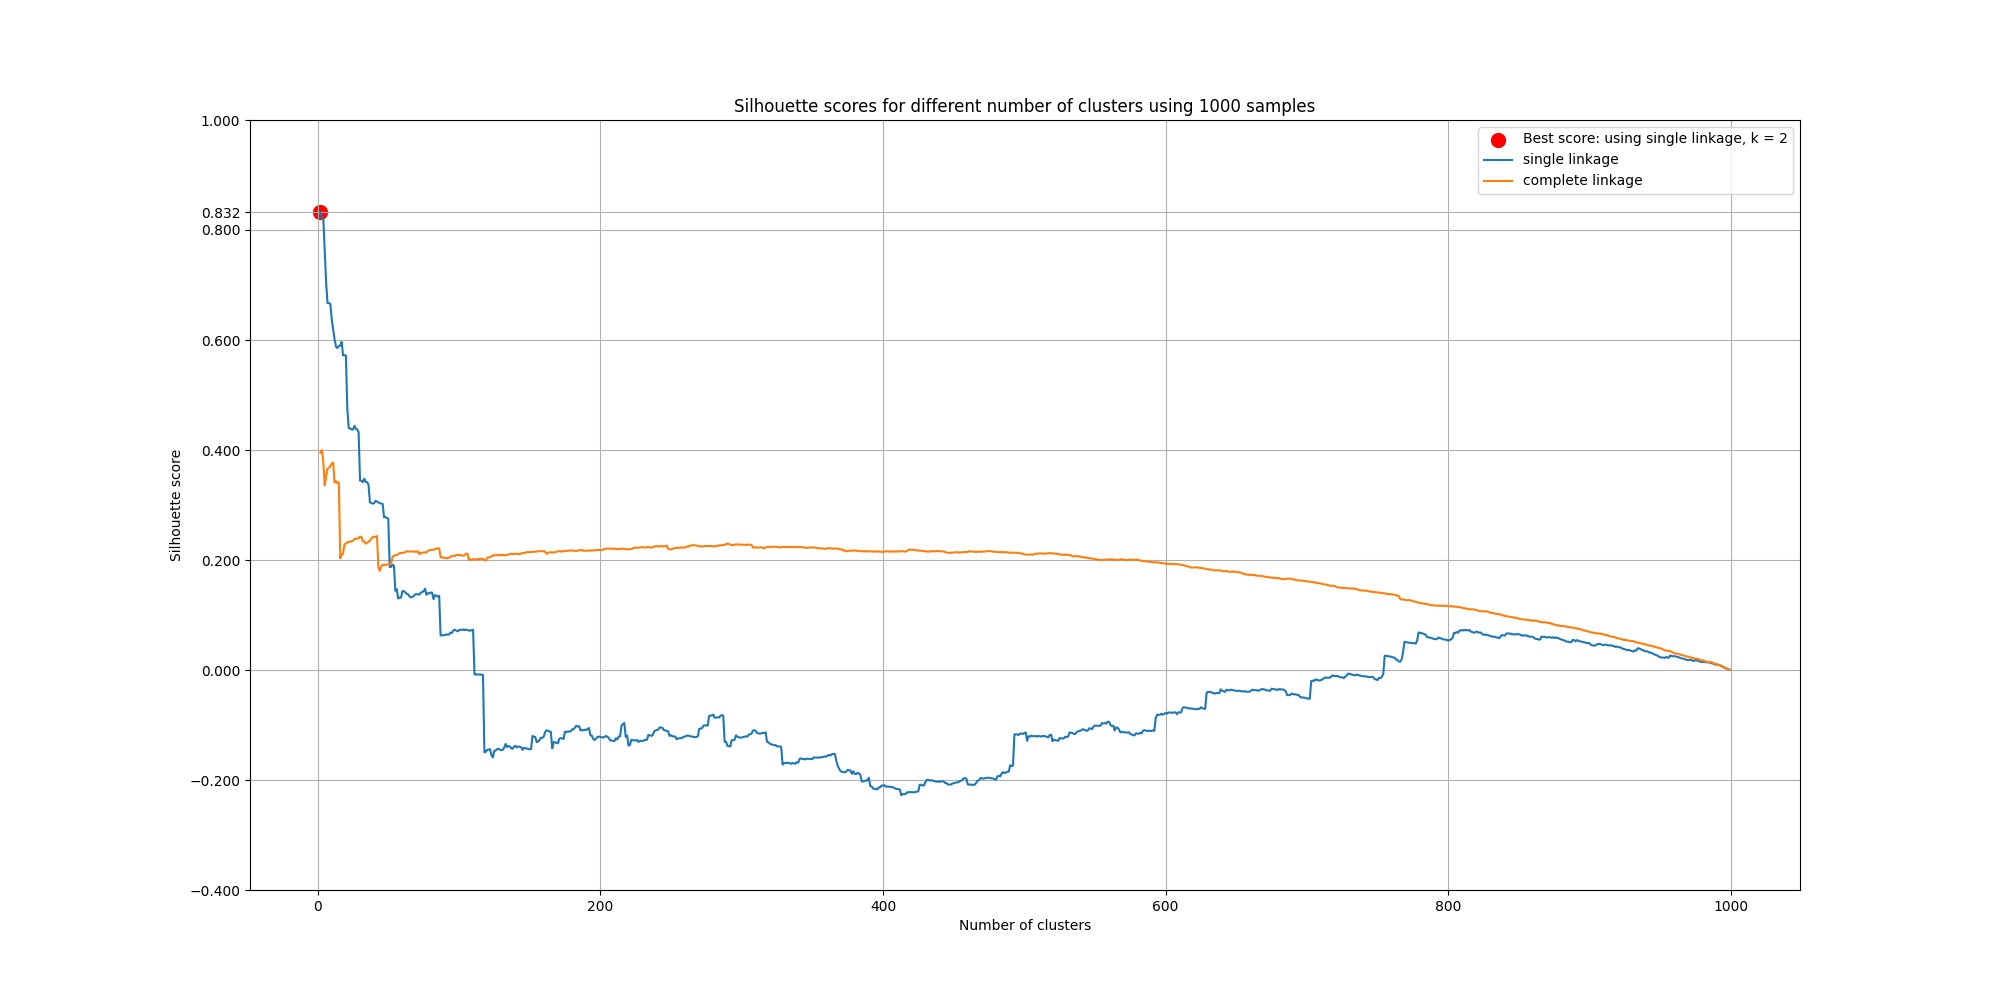 Silhouette scores for different number of clusters using 1000 samples
1.000
0.832
0.800
0.600
0.400
0.200
0.000
−0.200
−0.400
Silhouette score
Best score: using single linkage, k = 2
single linkage
complete linkage
0 200 400 600 800 1000
Number of clusters